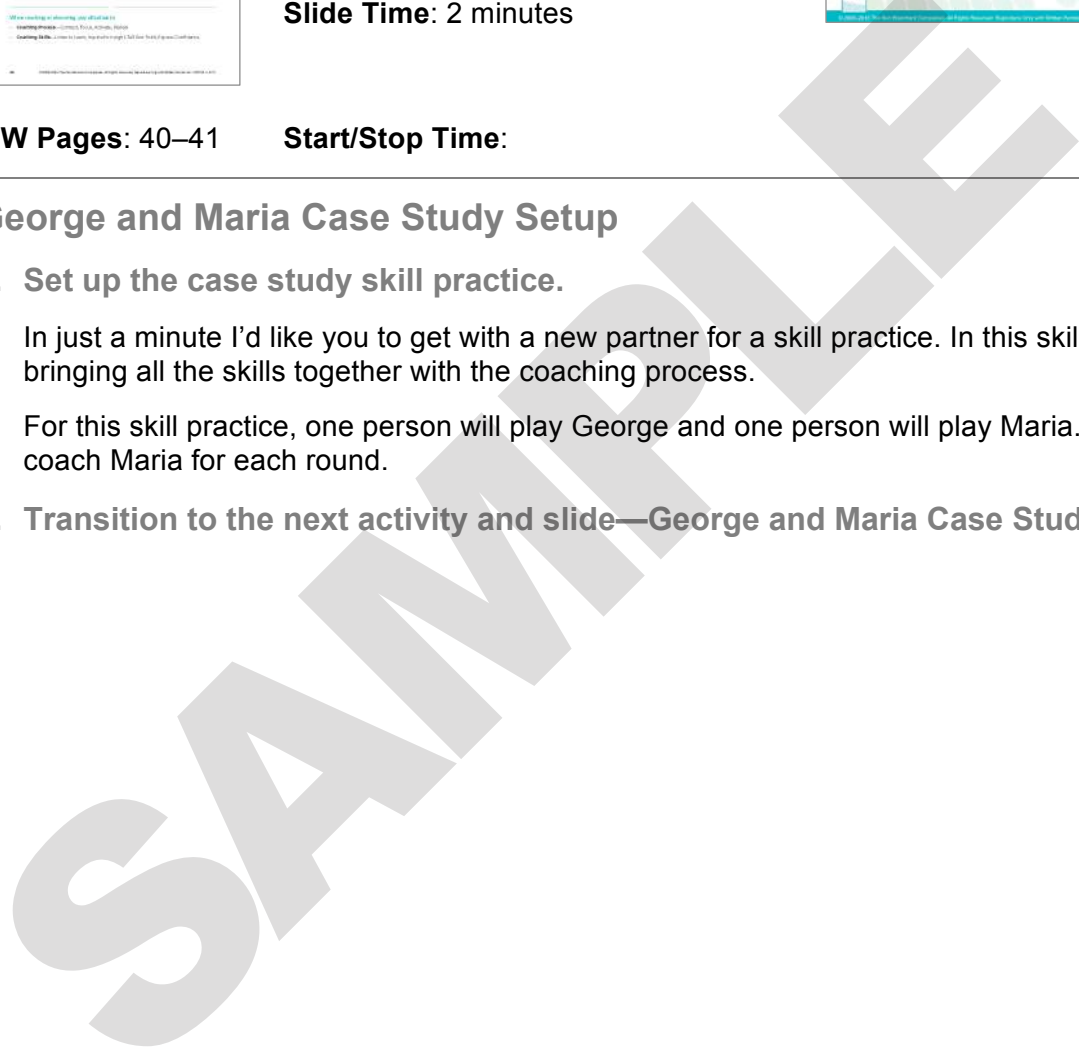 Slide Time: 2 minutes
W Pages: 40–41 Start/Stop Time:
George and Maria Case Study Setup
Set up the case study skill practice.
In just a minute I'd like you to get with a new partner for a skill practice. In this skil
bringing all the skills together with the coaching process.
For this skill practice, one person will play George and one person will play Maria.
coach Maria for each round.
Transition to the next activity and slide—George and Maria Case Stud
SAMPLE